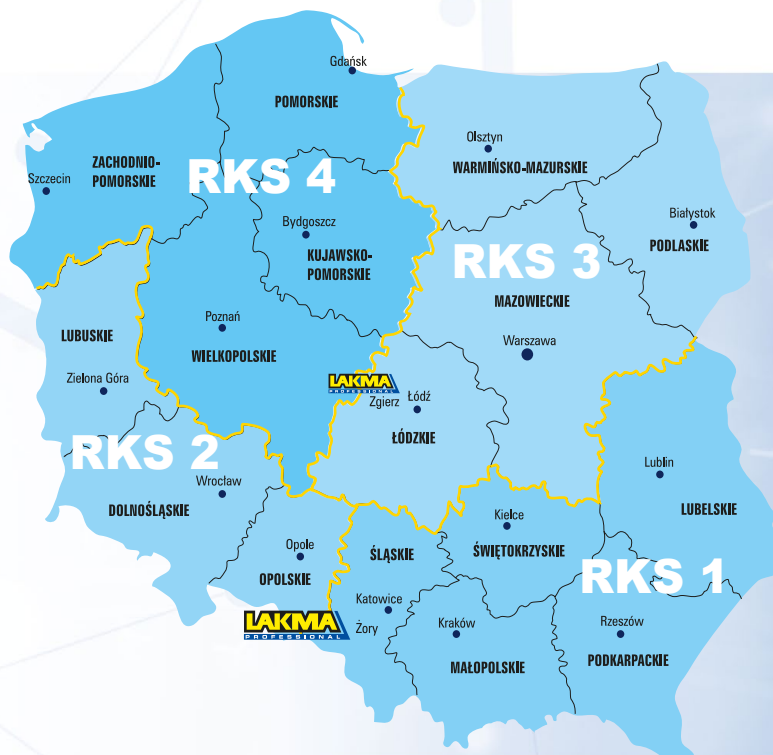 Gdańsk
POMORSKIE
Olsztyn
WARMIŃSKO-MAZURSKIE
ZACHODNIO-
POMORSKIE
Szczecin
RKS 4
Bydgoszcz
KUJAWSKO-
POMORSKIE
Białystok
PODLASKIE
RKS 3
MAZOWIECKIE
Warszawa
Poznań
WIELKOPOLSKIE
LUBUSKIE
Zielona Góra
LAKMA
PROFESSIONAL
Zgierz
Łódź
ŁÓDZKIE
RKS 2
Wrocław
DOLNOŚLĄSKIE
Lublin
LUBELSKIE
Opole
OPOLSKIE
ŚLĄSKIE
Kielce
ŚWIĘTOKRZYSKIE
RKS 1
LAKMA
PROFESSIONAL
Katowice
Żory
Kraków
MAŁOPOLSKIE
Rzeszów
PODKARPACKIE